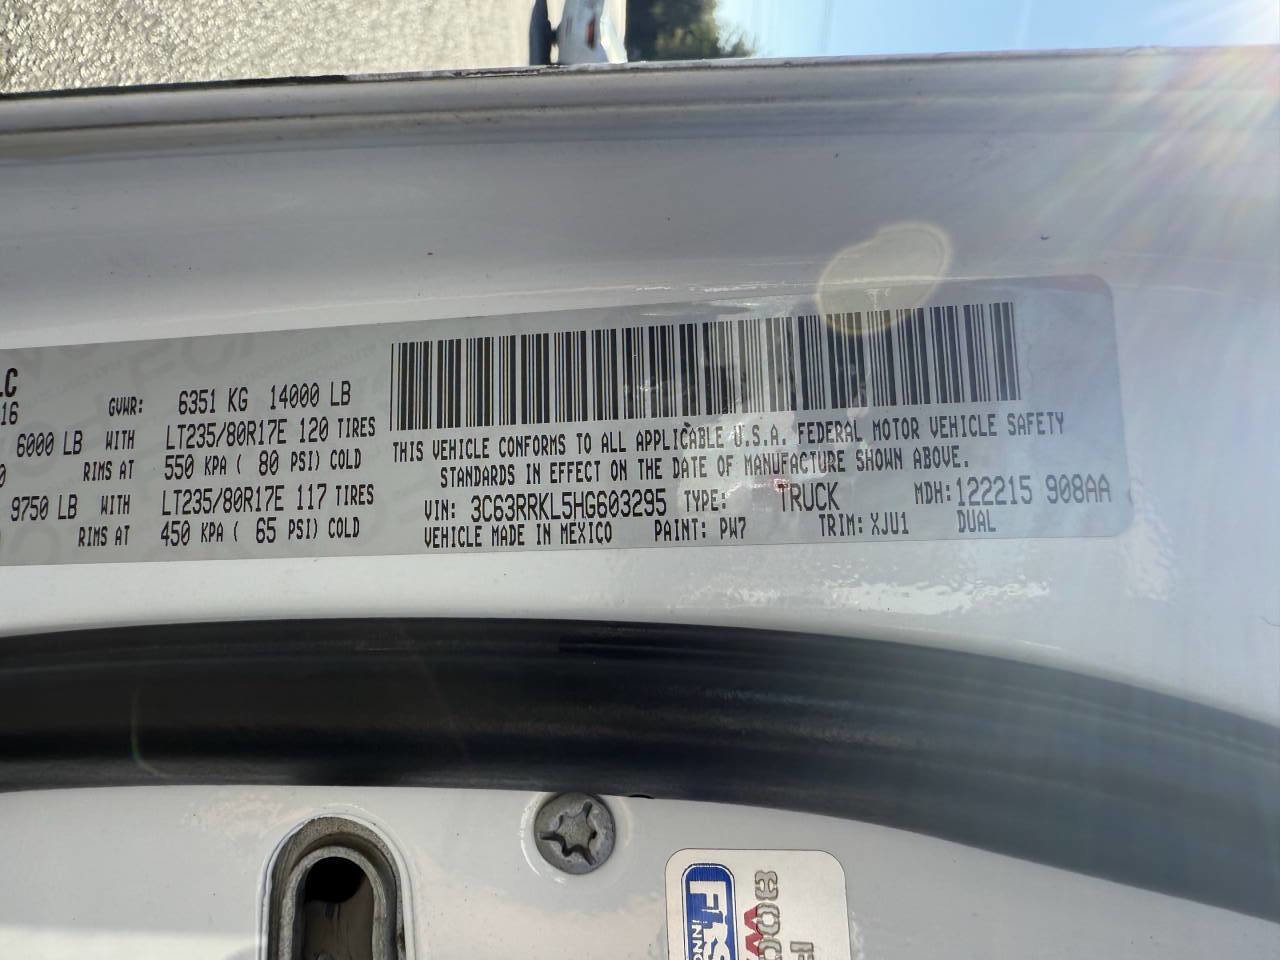 LC
16 GVWR: 6351 KG 14000 LB
6000 LB WITH LT235/80R17E 120 TIRES
0 RIMS AT 550 KPA ( 80 PSI) COLD
9750 LB WITH LT235/80R17E 117 TIRES
RIMS AT 450 KPA ( 65 PSI) COLD
THIS VEHICLE CONFORMS TO ALL APPLICABLE U.S.A. FEDERAL MOTOR VEHICLE SAFETY
STANDARDS IN EFFECT ON THE DATE OF MANUFACTURE SHOWN ABOVE.
VIN: 3C63RRKL5HG603295 TYPE: TRUCK MDH: 122215 908AA
VEHICLE MADE IN MEXICO PAINT: PW7 TRIM: XJU1 DUAL